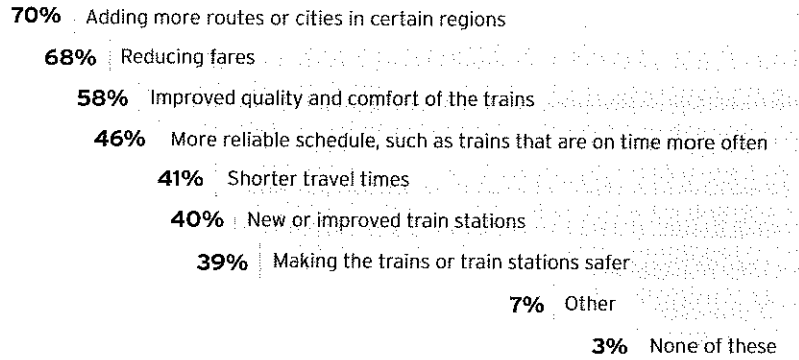 70% Adding more routes or cities in certain regions
68% Reducing fares
58% Improved quality and comfort of the trains
46% More reliable schedule, such as trains that are on time more often
41% Shorter travel times
40% New or improved train stations
39% Making the trains or train stations safer
7% Other
3% None of these